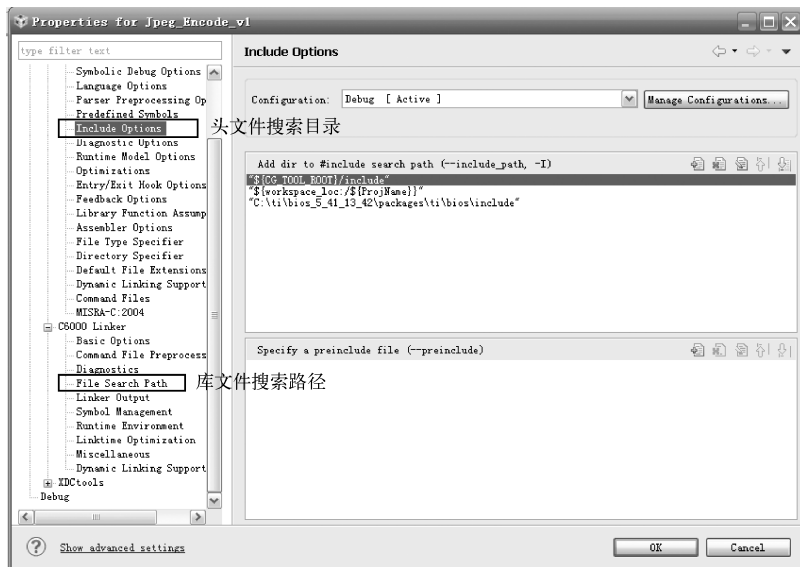 Properties for Jpeg_Encode_v1
type filter text
Include Options
Symbolic Debug Options
Language Options
Parser Preprocessing Op
Predefined Symbols
Include Options
头文件搜索目录
Diagnostic Options
Runtime Model Options
Optimizations
Entry/Exit Hook Options
Feedback Options
Library Function Assump
Assembler Options
File Type Specifier
Directory Specifier
Default File Extensions
Dynamic Linking Support
Command Files
MISRA-C:2004
C6000 Linker
Basic Options
Command File Preprocess
Diagnostics
File Search Path
库文件搜索路径
Linker Output
Symbol Management
Runtime Environment
Linktime Optimization
Miscellaneous
Dynamic Linking Support
XDCtools
Debug
Configuration:
Debug [ Active ]
Manage Configurations...
Add dir to #include search path (--include_path, -I)
"${CG_TOOL_ROOT}/include"
"${workspace_loc:/${ProjName}}"
"C:\ti\bios_5_41_13_42\packages\ti\bios\include"
Specify a preinclude file (--preinclude)
Show advanced settings
OK
Cancel